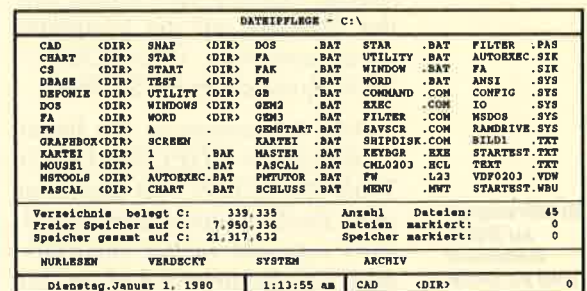 DATEIPFLEGE - C:\
CAD <DIR> SNAP <DIR> DOS .BAT STAR .BAT FILTER .PAS
CHART <DIR> STAR <DIR> FA .BAT UTILITY .BAT AUTOEXEC.SIK
CS <DIR> START <DIR> FAK .BAT WINDOW .BAT FA .SIK
DBASE <DIR> TEST <DIR> FW .BAT WORD .BAT ANSI .SYS
DEPONIE <DIR> UTILITY <DIR> GB .BAT COMMAND .COM CONFIG .SYS
DOS <DIR> WINDOWS <DIR> GEM2 .BAT EXEC .COM IO .SYS
FA <DIR> WORD <DIR> GEM3 .BAT FILTER .COM MSDOS .SYS
FW <DIR> A . GEMSTART.BAT SAVSCR .COM RAMDRIVE.SYS
GRAPHBOX<DIR> SCREEN . KARTEI .BAT SHIPDISK.COM BILD1 .TXT
KARTEI <DIR> 1 .BAK MASTER .BAT KEYBGR .EXE STARTEST.TXT
MOUSE1 <DIR> 1 .BAT PASCAL .BAT CML0203 .HCL TEXT .TXT
MSTOOLS <DIR> AUTOEXEC.BAT PMTUTOR .BAT FW .L23 VDF0203 .VDW
PASCAL <DIR> CHART .BAT SCHLUSS .BAT MENU .MWT STARTEST.WBU
Verzeichnis belegt C: 339,335 Anzahl Dateien: 45
Freier Speicher auf C: 7,950,336 Dateien markiert: 0
Speicher gesamt auf C: 21,317,632 Speicher markiert: 0
NURLESEN VERDECKT SYSTEM ARCHIV
Dienstag,Januar 1, 1980 1:13:55 am CAD <DIR> 0